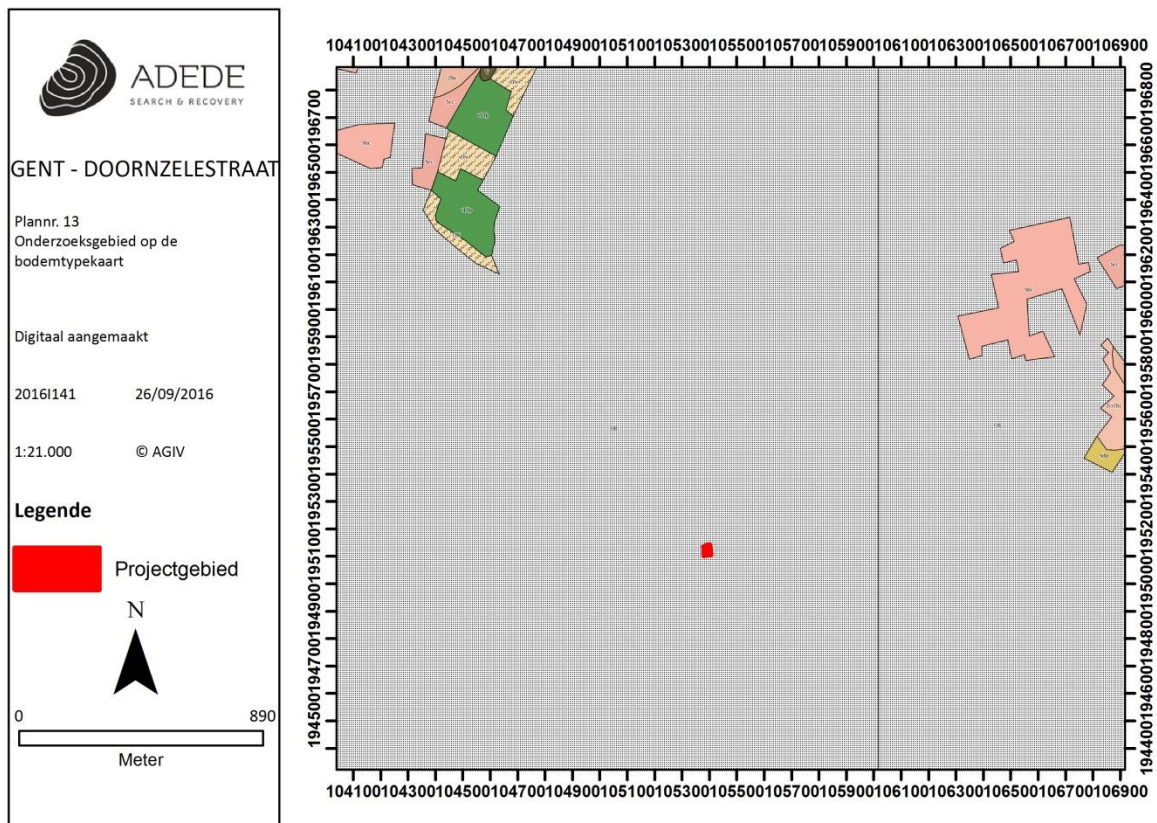 ADEDE
SEARCH & RECOVERY
GENT - DOORNZELESTRAAT
Plannr. 13
Onderzoeksgebied op de
bodemtypekaart
Digitaal aangemaakt
2016I141 26/09/2016
1:21.000 © AGIV
Legende
Projectgebied
N
0 890
Meter
104100104300104500104700104900105100105300105500105700105900106100106300106500106700106900
194500194700194900195100195300195500195700195900196100196300196500196700
194400194600194800195000195200195400195600195800196000196200196400196600196800
104100104300104500104700104900105100105300105500105700105900106100106300106500106700106900